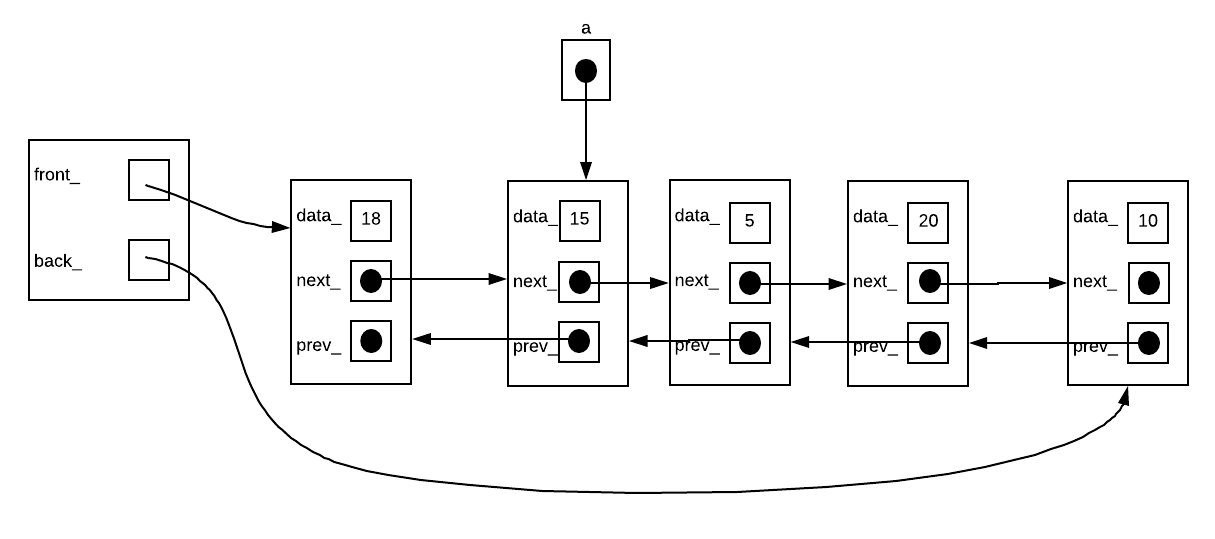 a
front_
back_
data_ 18
next_
prev_
data_ 15
next_
prev_
data_ 5
next_
prev_
data_ 20
next_
prev_
data_ 10
next_
prev_